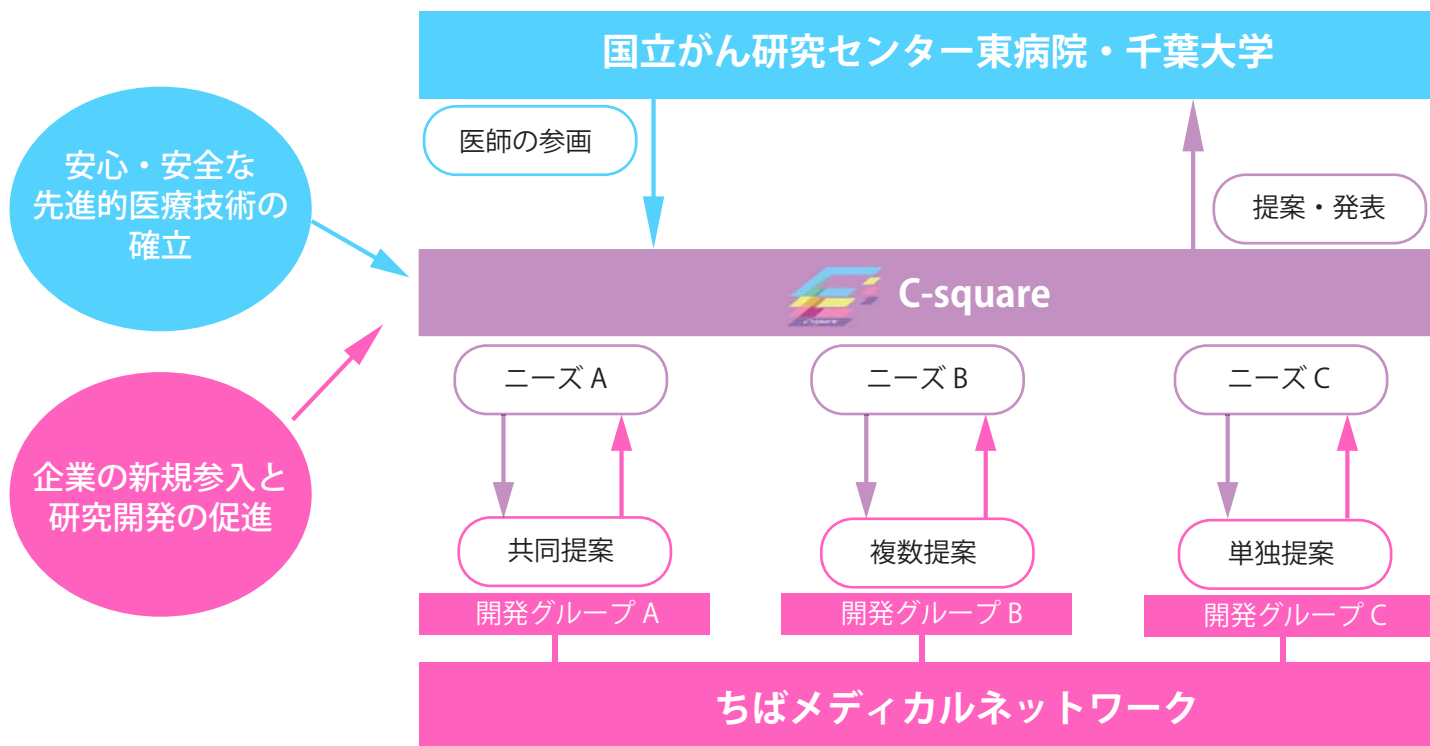 国立がん研究センター東病院・千葉大学
医師の参画
提案・発表
安心・安全な
先進的医療技術の
確立
C-square
企業の新規参入と
研究開発の促進
ニーズ A
ニーズ B
ニーズ C
共同提案
複数提案
単独提案
開発グループ A
開発グループ B
開発グループ C
ちばメディカルネットワーク